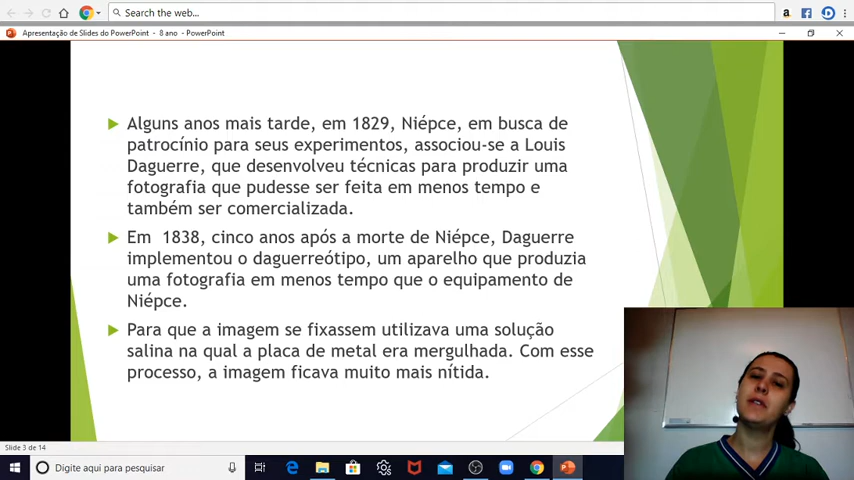 Search the web...
Apresentação de Slides do PowerPoint - 8 ano - PowerPoint
Alguns anos mais tarde, em 1829, Niépce, em busca de
patrocínio para seus experimentos, associou-se a Louis
Daguerre, que desenvolveu técnicas para produzir uma
fotografia que pudesse ser feita em menos tempo e
também ser comercializada.
Em 1838, cinco anos após a morte de Niépce, Daguerre
implementou o daguerreótipo, um aparelho que produzia
uma fotografia em menos tempo que o equipamento de
Niépce.
Para que a imagem se fixassem utilizava uma solução
salina na qual a placa de metal era mergulhada. Com esse
processo, a imagem ficava muito mais nítida.
Slide 3 de 14
Digite aqui para pesquisar